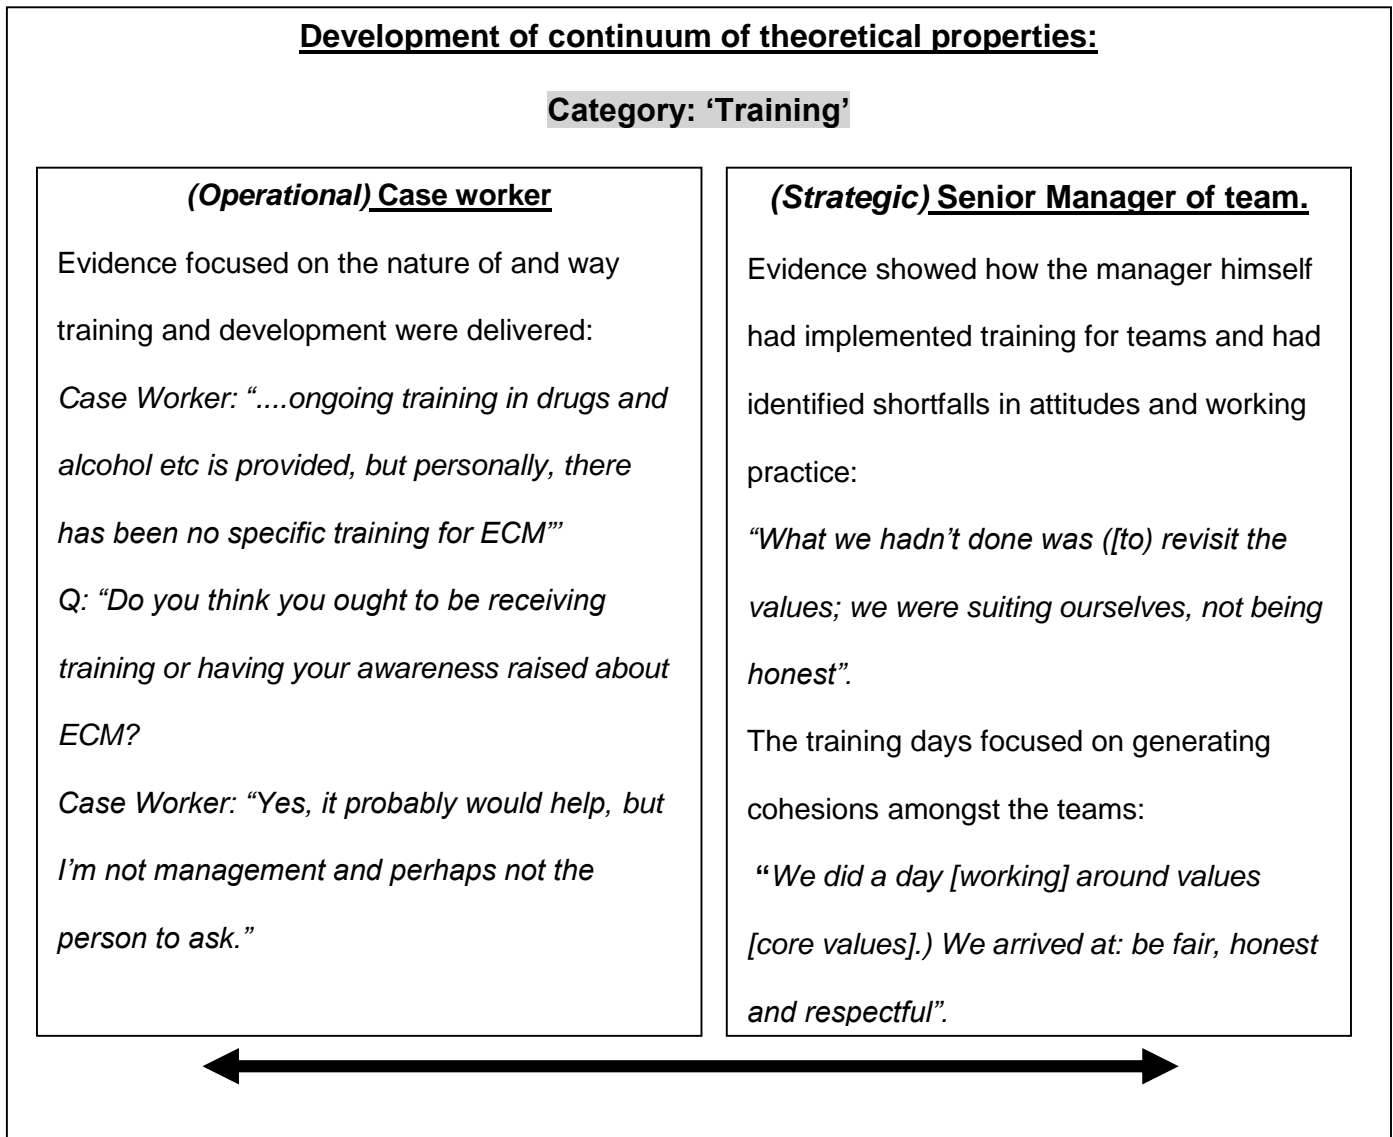 Development of continuum of theoretical properties:
Category: ‘Training’
(Operational) Case worker
Evidence focused on the nature of and way
training and development were delivered:
Case Worker: “....ongoing training in drugs and
alcohol etc is provided, but personally, there
has been no specific training for ECM”’
Q: “Do you think you ought to be receiving
training or having your awareness raised about
ECM?
Case Worker: “Yes, it probably would help, but
I’m not management and perhaps not the
person to ask.”
(Strategic) Senior Manager of team.
Evidence showed how the manager himself
had implemented training for teams and had
identified shortfalls in attitudes and working
practice:
“What we hadn’t done was ([to) revisit the
values; we were suiting ourselves, not being
honest”.
The training days focused on generating
cohesions amongst the teams:
“We did a day [working] around values
[core values].) We arrived at: be fair, honest
and respectful”.